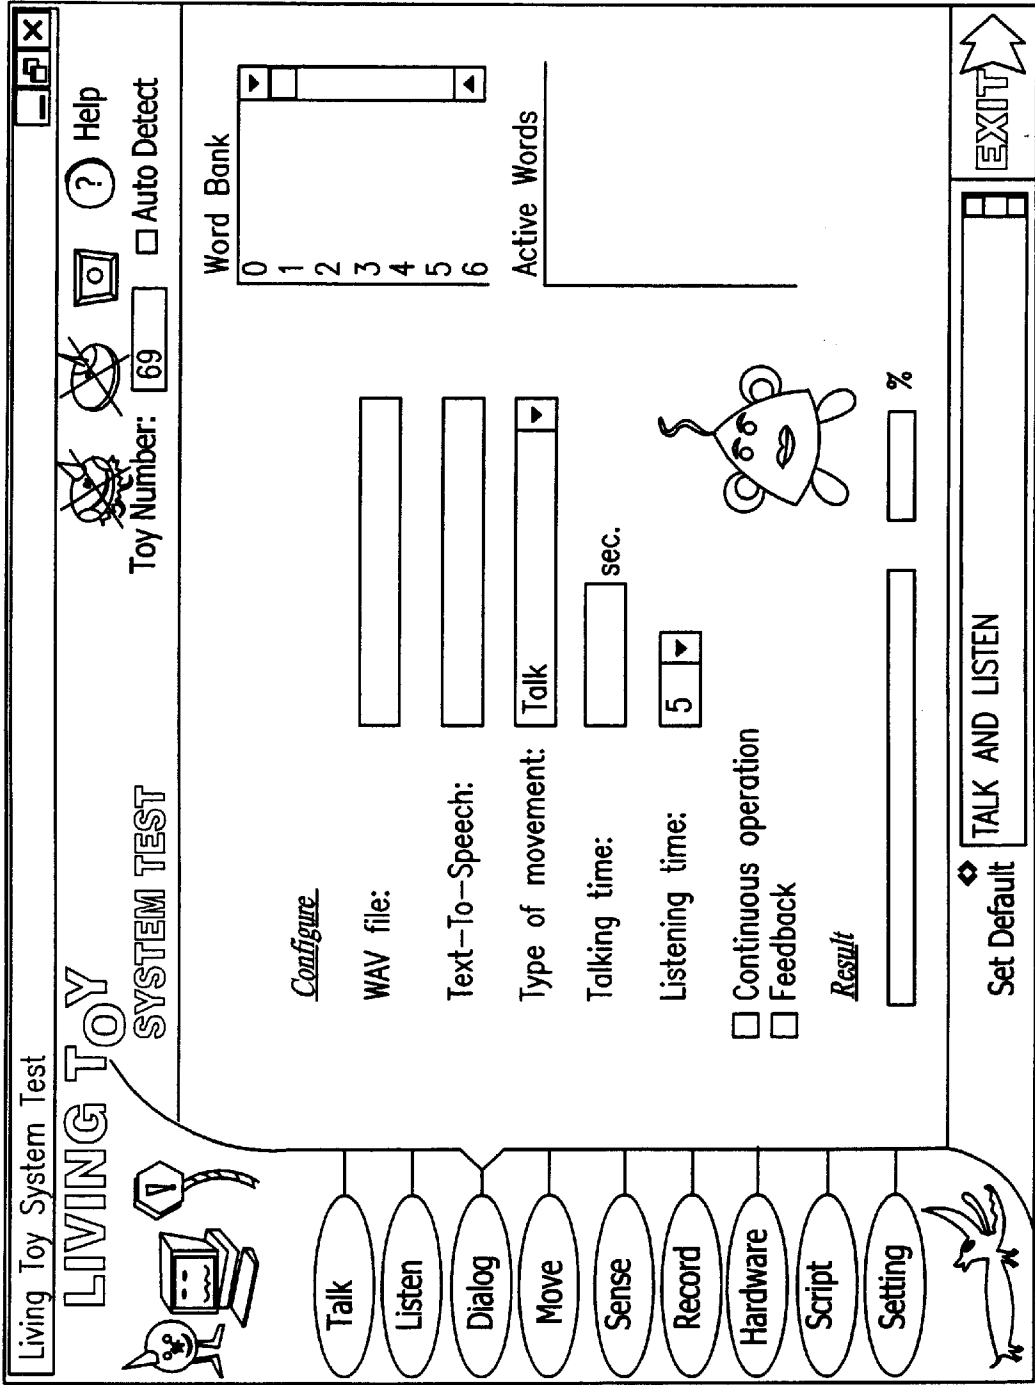 Living Toy System Test
LIVING TOY
SYSTEM TEST
? Help
Toy Number: 69 Auto Detect
Talk
Listen
Dialog
Move
Sense
Record
Hardware
Script
Setting
Configure
WAV file:
Text-To-Speech:
Type of movement: Talk
Talking time: sec.
Listening time: 5
Continuous operation
Feedback
Result
%
Word Bank
0
1
2
3
4
5
6
Active Words
Set Default TALK AND LISTEN
EXIT